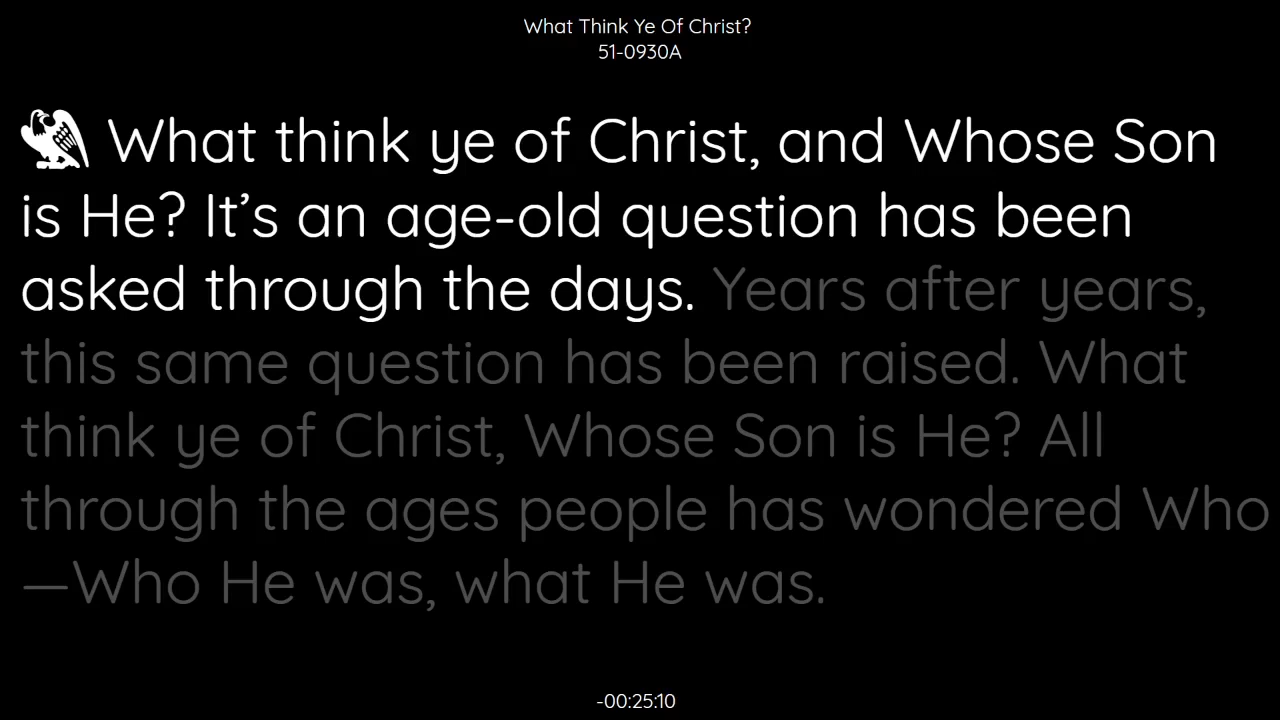 What Think Ye Of Christ?
51-0930A
What think ye of Christ, and Whose Son
is He? It’s an age-old question has been
asked through the days. Years after years,
this same question has been raised. What
think ye of Christ, Whose Son is He? All
through the ages people has wondered Who
—Who He was, what He was.
-00:25:10